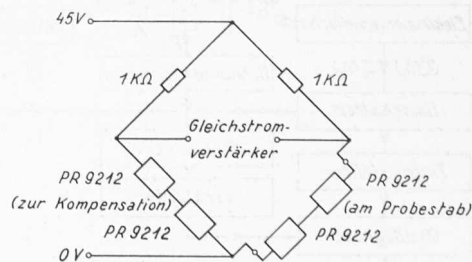 45V
1KΩ
1KΩ
Gleichstrom-
verstärker
PR 9212
PR 9212
(zur Kompensation)
(am Probestab)
PR 9212
PR 9212
0V